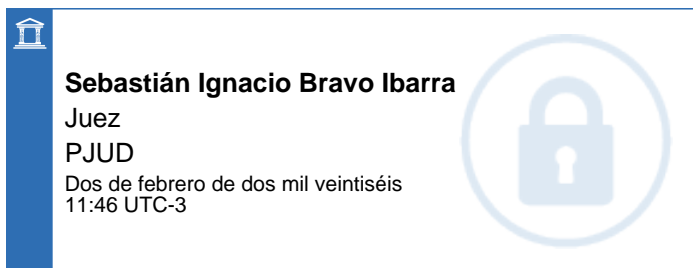 Sebastián Ignacio Bravo Ibarra
Juez
PJUD
Dos de febrero de dos mil veintiséis
11:46 UTC-3